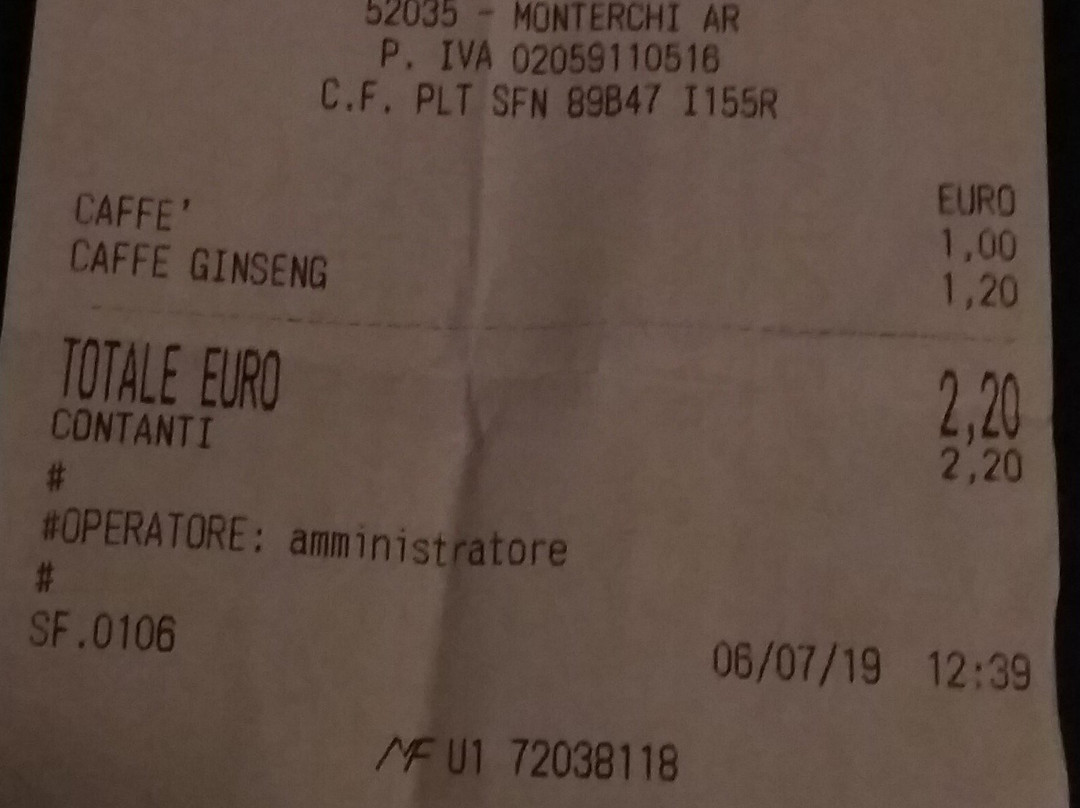 52035 - MONTERCHI AR
P. IVA 02059110516
C.F. PLT SFN 89B47 I155R
EURO
CAFFE' 1,00
CAFFE GINSENG 1,20
TOTALE EURO 2,20
CONTANTI 2,20
#
#OPERATORE: amministratore
#
SF.0106 06/07/19 12:39
MF U1 72038118